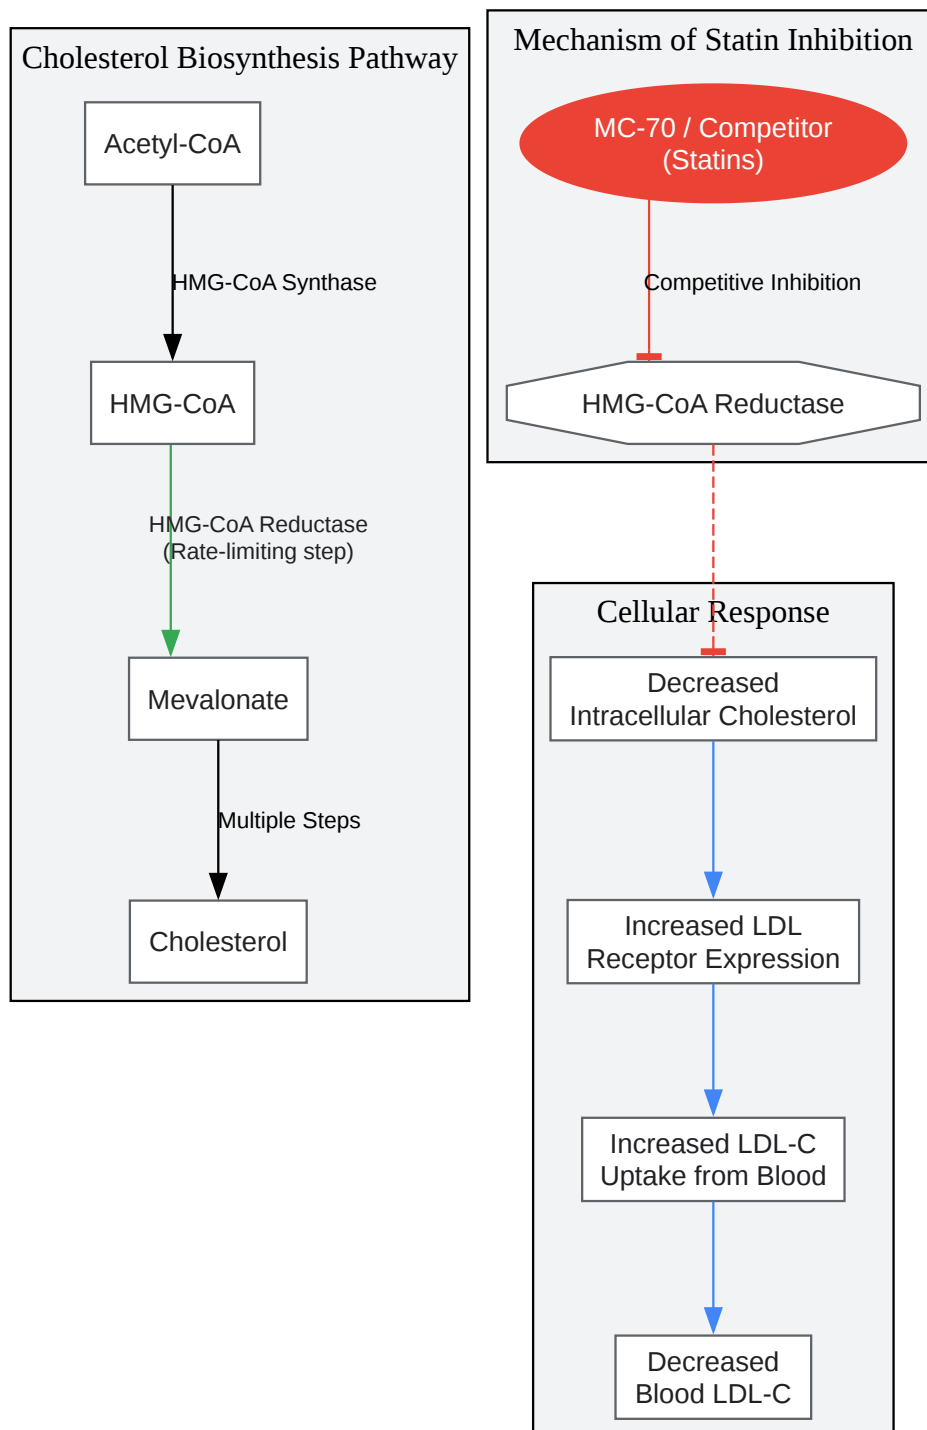 Cholesterol Biosynthesis Pathway
Acetyl-CoA
HMG-CoA Synthase
HMG-CoA
HMG-CoA Reductase
(Rate-limiting step)
Mevalonate
Multiple Steps
Cholesterol
Mechanism of Statin Inhibition
MC-70 / Competitor
(Statins)
Competitive Inhibition
HMG-CoA Reductase
Cellular Response
Decreased
Intracellular Cholesterol
Increased LDL
Receptor Expression
Increased LDL-C
Uptake from Blood
Decreased
Blood LDL-C